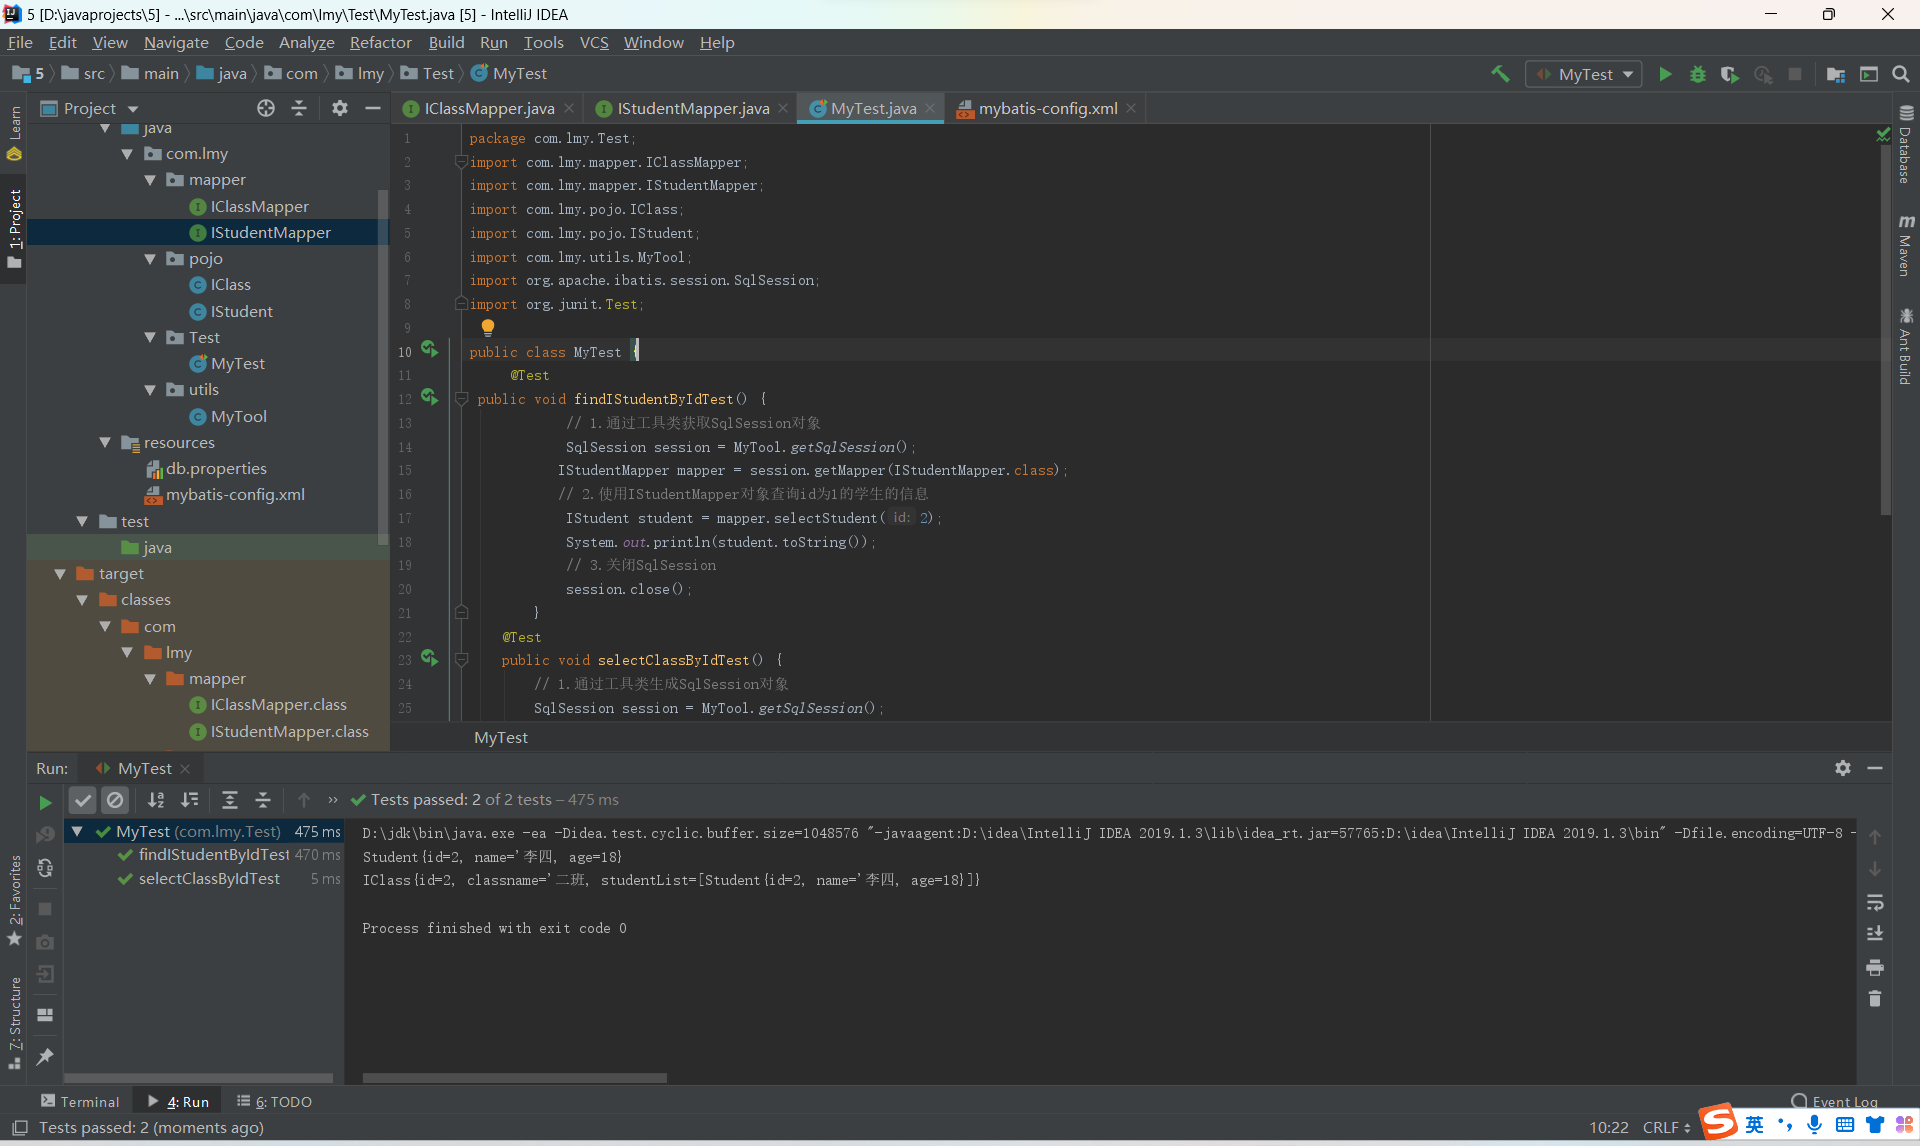 5 [D:\javaprojects\5] - ...\src\main\java\com\lmy\Test\MyTest.java [5] - IntelliJ IDEA
File Edit View Navigate Code Analyze Refactor Build Run Tools VCS Window Help
5 src main java com lmy Test MyTest
MyTest
Project
IClassMapper.java IStudentMapper.java MyTest.java mybatis-config.xml
Learn
1: Project
2: Favorites
7: Structure
java
com.lmy
mapper
IClassMapper
IStudentMapper
pojo
IClass
IStudent
Test
MyTest
utils
MyTool
resources
db.properties
mybatis-config.xml
test
java
target
classes
com
lmy
mapper
IClassMapper.class
IStudentMapper.class
1 package com.lmy.Test;
2 import com.lmy.mapper.IClassMapper;
3 import com.lmy.mapper.IStudentMapper;
4 import com.lmy.pojo.IClass;
5 import com.lmy.pojo.IStudent;
6 import com.lmy.utils.MyTool;
7 import org.apache.ibatis.session.SqlSession;
8 import org.junit.Test;
9
10 public class MyTest {
11 @Test
12 public void findIStudentByIdTest() {
13 // 1.通过工具类获取SqlSession对象
14 SqlSession session = MyTool.getSqlSession();
15 IStudentMapper mapper = session.getMapper(IStudentMapper.class);
16 // 2.使用IStudentMapper对象查询id为1的学生的信息
17 IStudent student = mapper.selectStudent( id: 2);
18 System.out.println(student.toString());
19 // 3.关闭SqlSession
20 session.close();
21 }
22 @Test
23 public void selectClassByIdTest() {
24 // 1.通过工具类生成SqlSession对象
25 SqlSession session = MyTool.getSqlSession();
MyTest
Database
Maven
Ant Build
Run: MyTest
» Tests passed: 2 of 2 tests – 475 ms
MyTest (com.lmy.Test) 475 ms
findIStudentByIdTest 470 ms
selectClassByIdTest 5 ms
D:\jdk\bin\java.exe -ea -Didea.test.cyclic.buffer.size=1048576 "-javaagent:D:\idea\IntelliJ IDEA 2019.1.3\lib\idea_rt.jar=57765:D:\idea\IntelliJ IDEA 2019.1.3\bin" -Dfile.encoding=UTF-8 -
Student{id=2, name='李四, age=18}
IClass{id=2, classname='二班, studentList=[Student{id=2, name='李四, age=18}]}
Process finished with exit code 0
Terminal 4: Run 6: TODO Event Log
Tests passed: 2 (moments ago) 10:22 CRLF 英